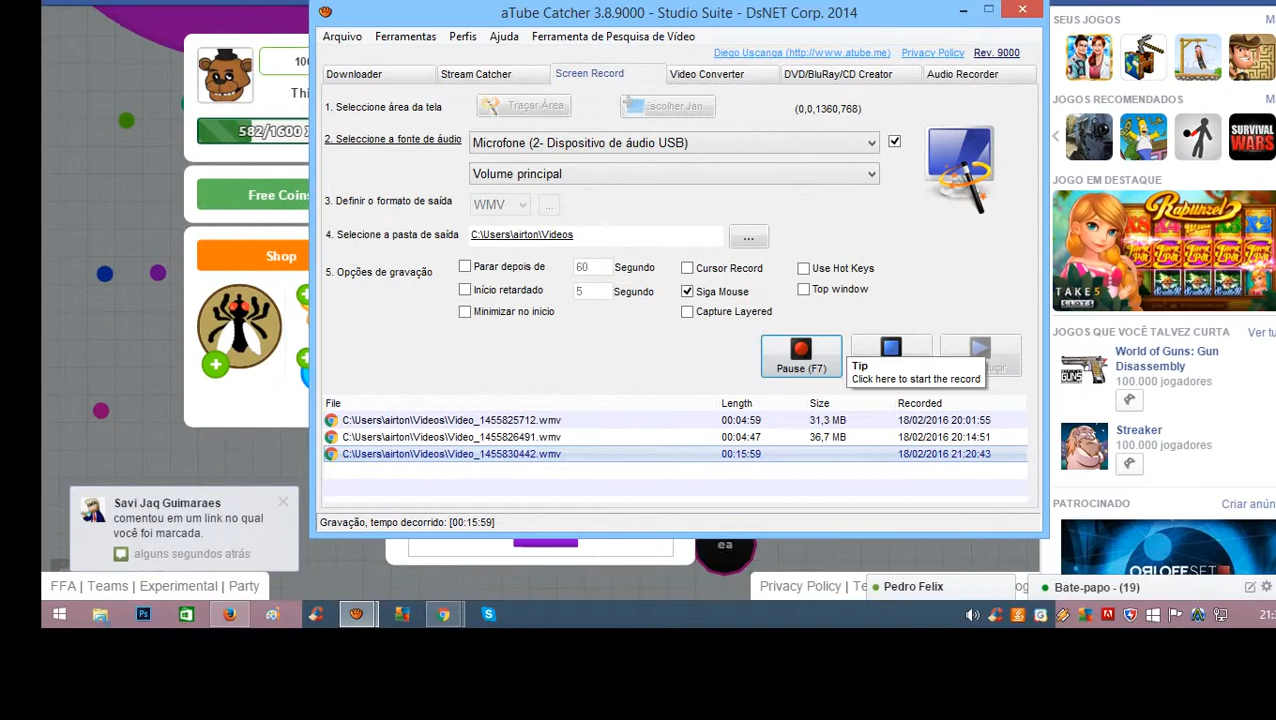 aTube Catcher 3.8.9000 - Studio Suite - DsNET Corp. 2014
Arquivo Ferramentas Perfis Ajuda Ferramenta de Pesquisa de Vídeo
Diego Uscanga (http://www.atube.me) Privacy Policy Rev. 9000
Downloader Stream Catcher Screen Record Video Converter DVD/BluRay/CD Creator Audio Recorder
1. Seleccione área da tela Traçar Área Escolher Jan (0,0,1360,768)
2. Seleccione a fonte de áudio Microfone (2- Dispositivo de áudio USB)
Volume principal
3. Definir o formato de saída WMV ...
4. Selecione a pasta de saída C:\Users\airton\Videos ...
5. Opções de gravação
Parar depois de 60 Segundo Cursor Record Use Hot Keys
Início retardado 5 Segundo Siga Mouse Top window
Minimizar no inicio Capture Layered
Pause (F7)
Tip
Click here to start the record
File Length Size Recorded
C:\Users\airton\Videos\Video_1455825712.wmv 00:04:59 31,3 MB 18/02/2016 20:01:55
C:\Users\airton\Videos\Video_1455826491.wmv 00:04:47 36,7 MB 18/02/2016 20:14:51
C:\Users\airton\Videos\Video_1455830442.wmv 00:15:59 18/02/2016 21:20:43
Gravação, tempo decorrido: [00:15:59]
582/1600
Free Coins
Shop
Savi Jaq Guimaraes
comentou em um link no qual
você foi marcada.
alguns segundos atrás
ea
FFA | Teams | Experimental | Party
Privacy Policy |
Pedro Felix
Bate-papo - (19)
SEUS JOGOS
JOGOS RECOMENDADOS
SURVIVAL
WARS
JOGO EM DESTAQUE
Rapunzel
TAKE 5
SLOTS
JOGOS QUE VOCÊ TALVEZ CURTA
World of Guns: Gun
Disassembly
100.000 jogadores
Streaker
100.000 jogadores
PATROCINADO